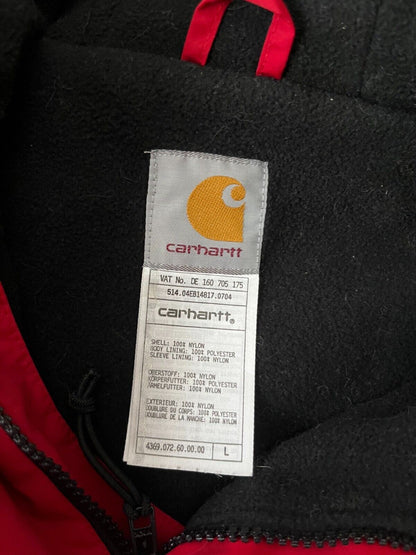 carhartt
VAT No. DE 160 705 175
514.04EB14817.0704
carhartt®
SHELL: 100% NYLON
BODY LINING: 100% POLYESTER
SLEEVE LINING: 100% NYLON
OBERSTOFF: 100% NYLON
KÖRPERFUTTER: 100% POLYESTER
ÄRMELFUTTER: 100% NYLON
EXTERIEUR: 100% NYLON
DOUBLURE DU CORPS: 100% POLYESTER
DOUBLURE DE LA MANCHE: 100% NYLON
4369.072.60.00.00 L